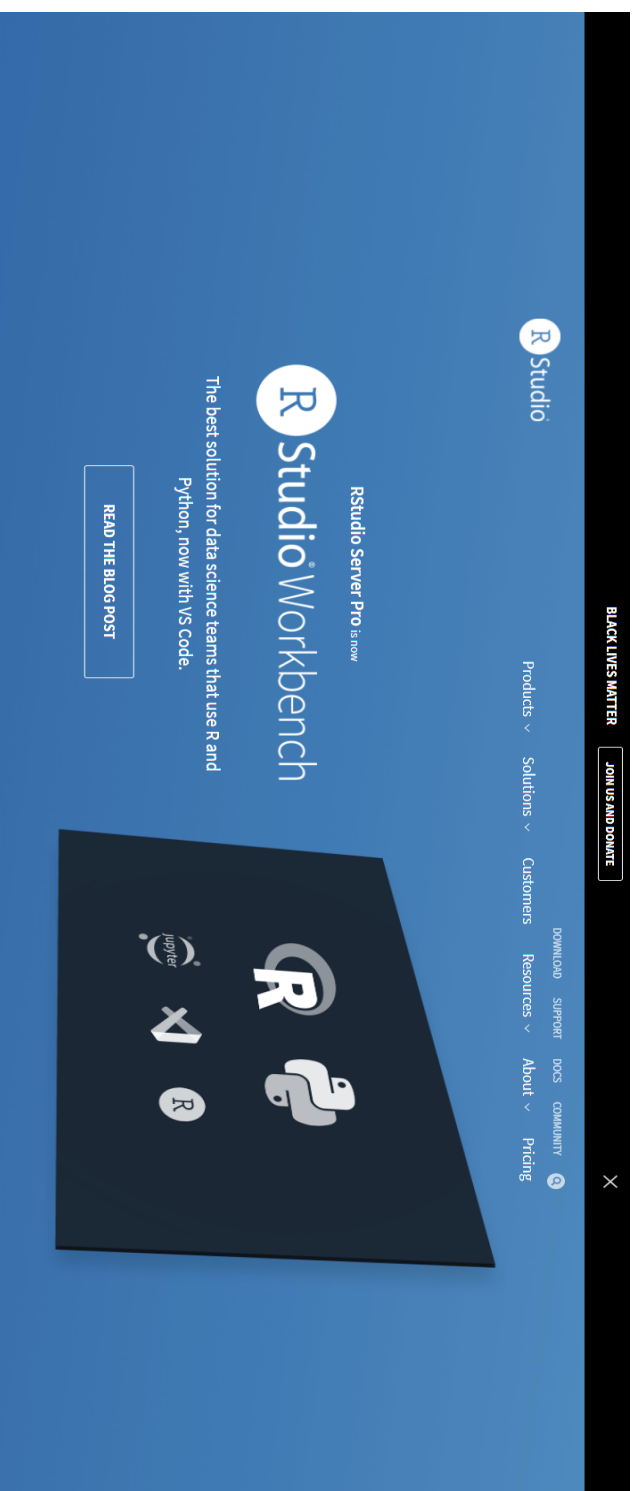 BLACK LIVES MATTER JOIN US AND DONATE
DOWNLOAD SUPPORT DOCS COMMUNITY
R Studio
Products Solutions Customers Resources About Pricing
RStudio Server Pro is now
R Studio® Workbench
The best solution for data science teams that use R and
Python, now with VS Code.
READ THE BLOG POST
R
jupyter
R